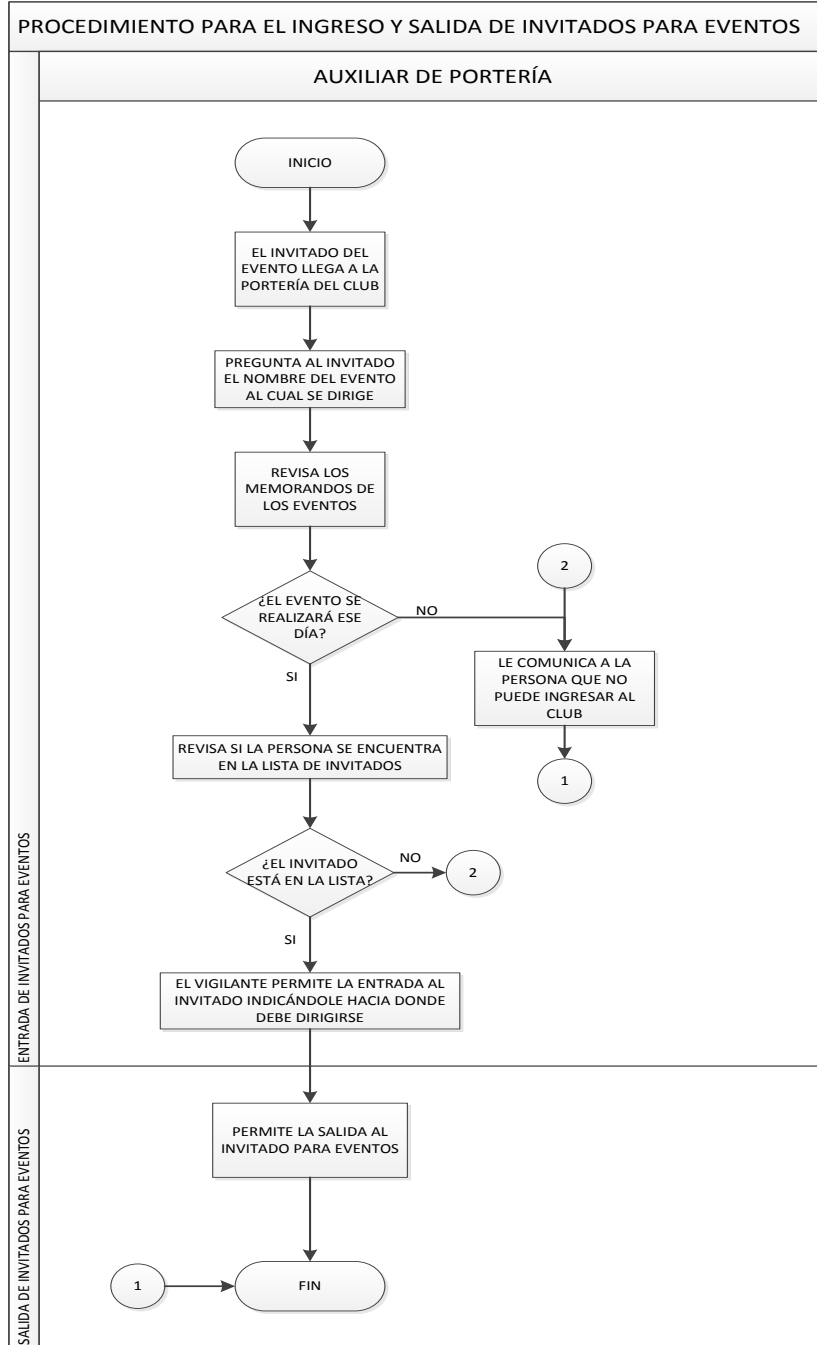 PROCEDIMIENTO PARA EL INGRESO Y SALIDA DE INVITADOS PARA EVENTOS
AUXILIAR DE PORTERÍA
ENTRADA DE INVITADOS PARA EVENTOS
INICIO
EL INVITADO DEL
EVENTO LLEGA A LA
PORTERÍA DEL CLUB
PREGUNTA AL INVITADO
EL NOMBRE DEL EVENTO
AL CUAL SE DIRIGE
REVISA LOS
MEMORANDOS DE
LOS EVENTOS
¿EL EVENTO SE
REALIZARÁ ESE
DÍA?
NO
2
LE COMUNICA A LA
PERSONA QUE NO
PUEDE INGRESAR AL
CLUB
1
SI
REVISA SI LA PERSONA SE ENCUENTRA
EN LA LISTA DE INVITADOS
¿EL INVITADO
ESTÁ EN LA LISTA?
NO
2
SI
EL VIGILANTE PERMITE LA ENTRADA AL
INVITADO INDICÁNDOLE HACIA DONDE
DEBE DIRIGIRSE
SALIDA DE INVITADOS PARA EVENTOS
PERMITE LA SALIDA AL
INVITADO PARA EVENTOS
1
FIN